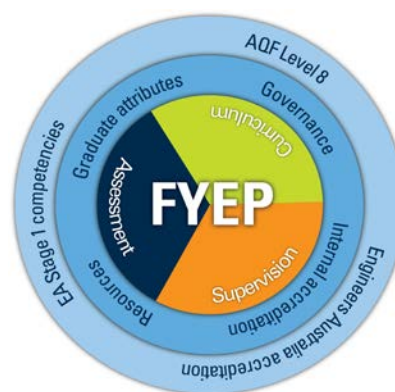 AQF Level 8
EA Stage 1 competencies
Engineers Australia accreditation
Graduate attributes
Governance
Resources
Internal accreditation
Curriculum
Assessment
Supervision
FYEP